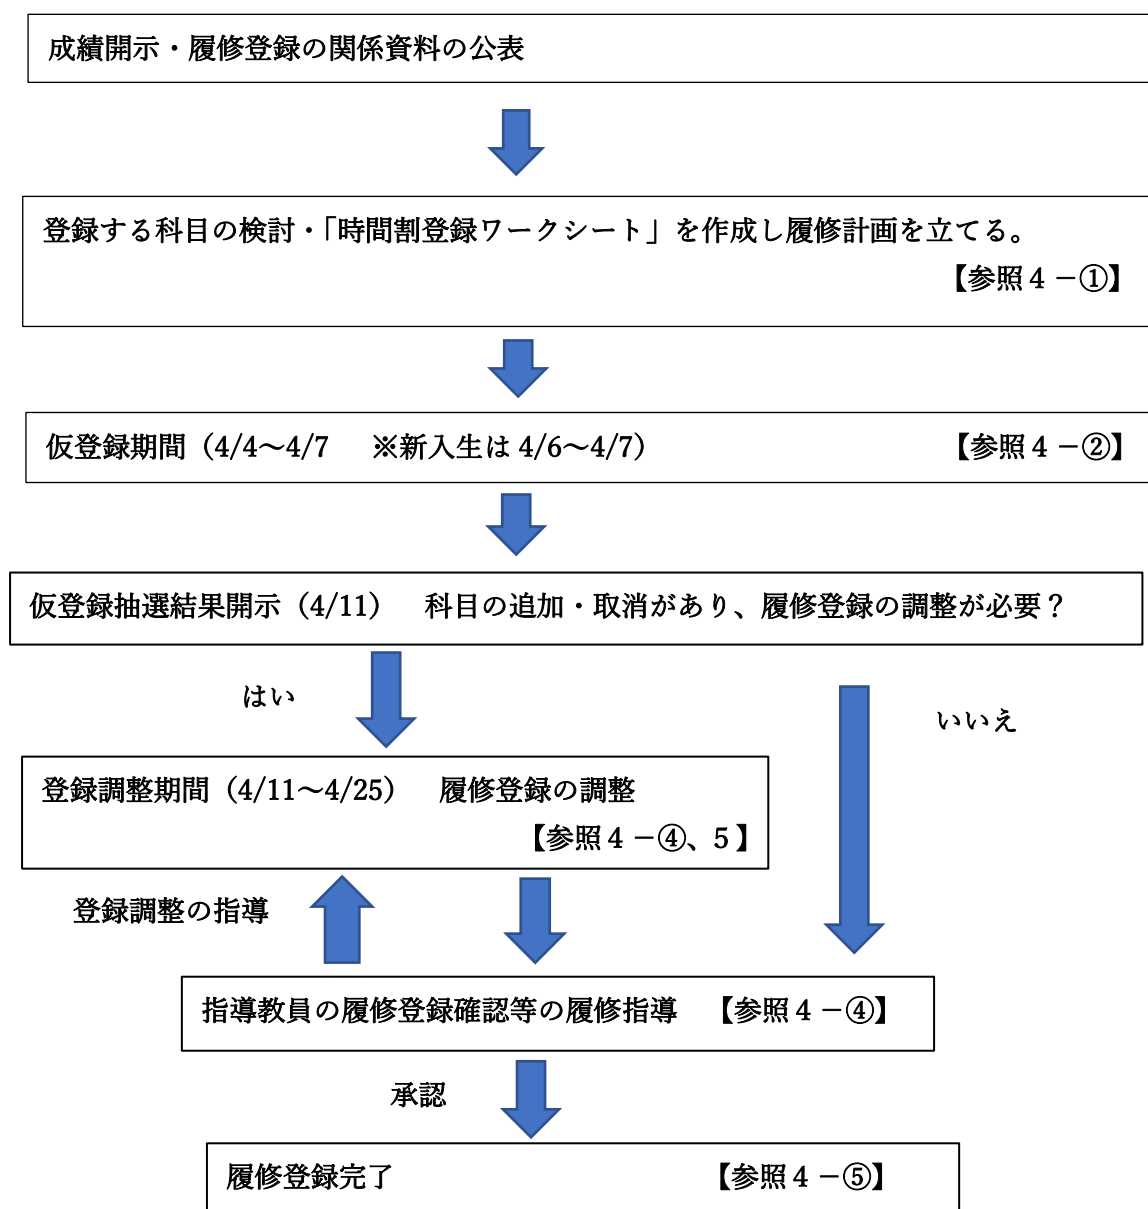 成績開示・履修登録の関係資料の公表
登録する科目の検討・「時間割登録ワークシート」を作成し履修計画を立てる。
【参照４－①】
仮登録期間（4/4～4/7　※新入生は 4/6～4/7）　【参照４－②】
仮登録抽選結果開示（4/11）　科目の追加・取消があり、履修登録の調整が必要？
はい
いいえ
登録調整期間（4/11～4/25）　履修登録の調整
【参照４－④、５】
登録調整の指導
指導教員の履修登録確認等の履修指導　【参照４－④】
承認
履修登録完了　【参照４－⑤】